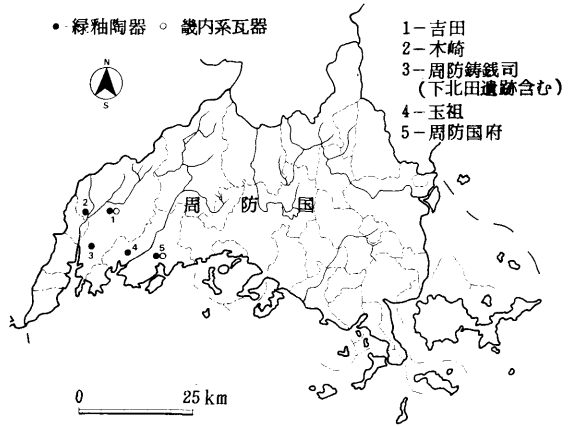 ● 緑釉陶器 ○ 畿内系瓦器
1－吉田
2－木崎
3－周防鋳銭司
(下北田遺跡含む)
4－玉祖
5－周防国府
N
S
周防国
2
1
3
4
5
0 25km